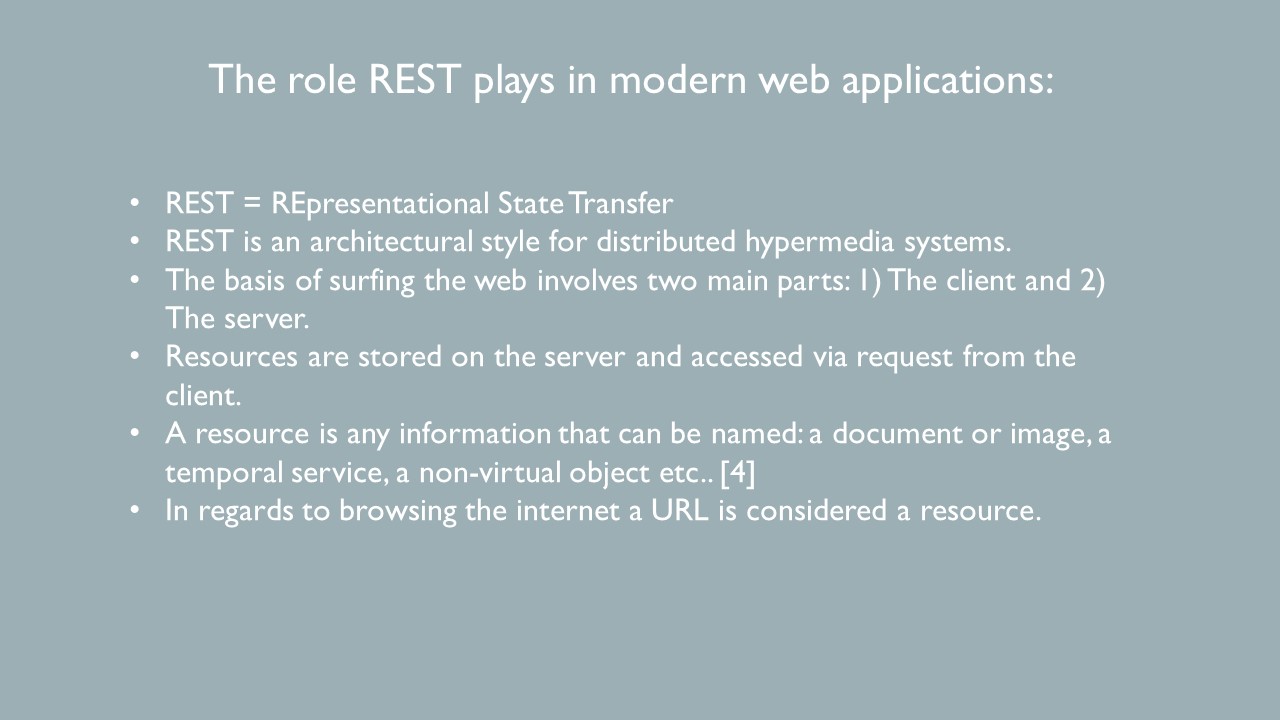 The role REST plays in modern web applications:
• REST = REpresentational State Transfer
• REST is an architectural style for distributed hypermedia systems.
• The basis of surfing the web involves two main parts: 1) The client and 2)
The server.
• Resources are stored on the server and accessed via request from the
client.
• A resource is any information that can be named: a document or image, a
temporal service, a non-virtual object etc.. [4]
• In regards to browsing the internet a URL is considered a resource.